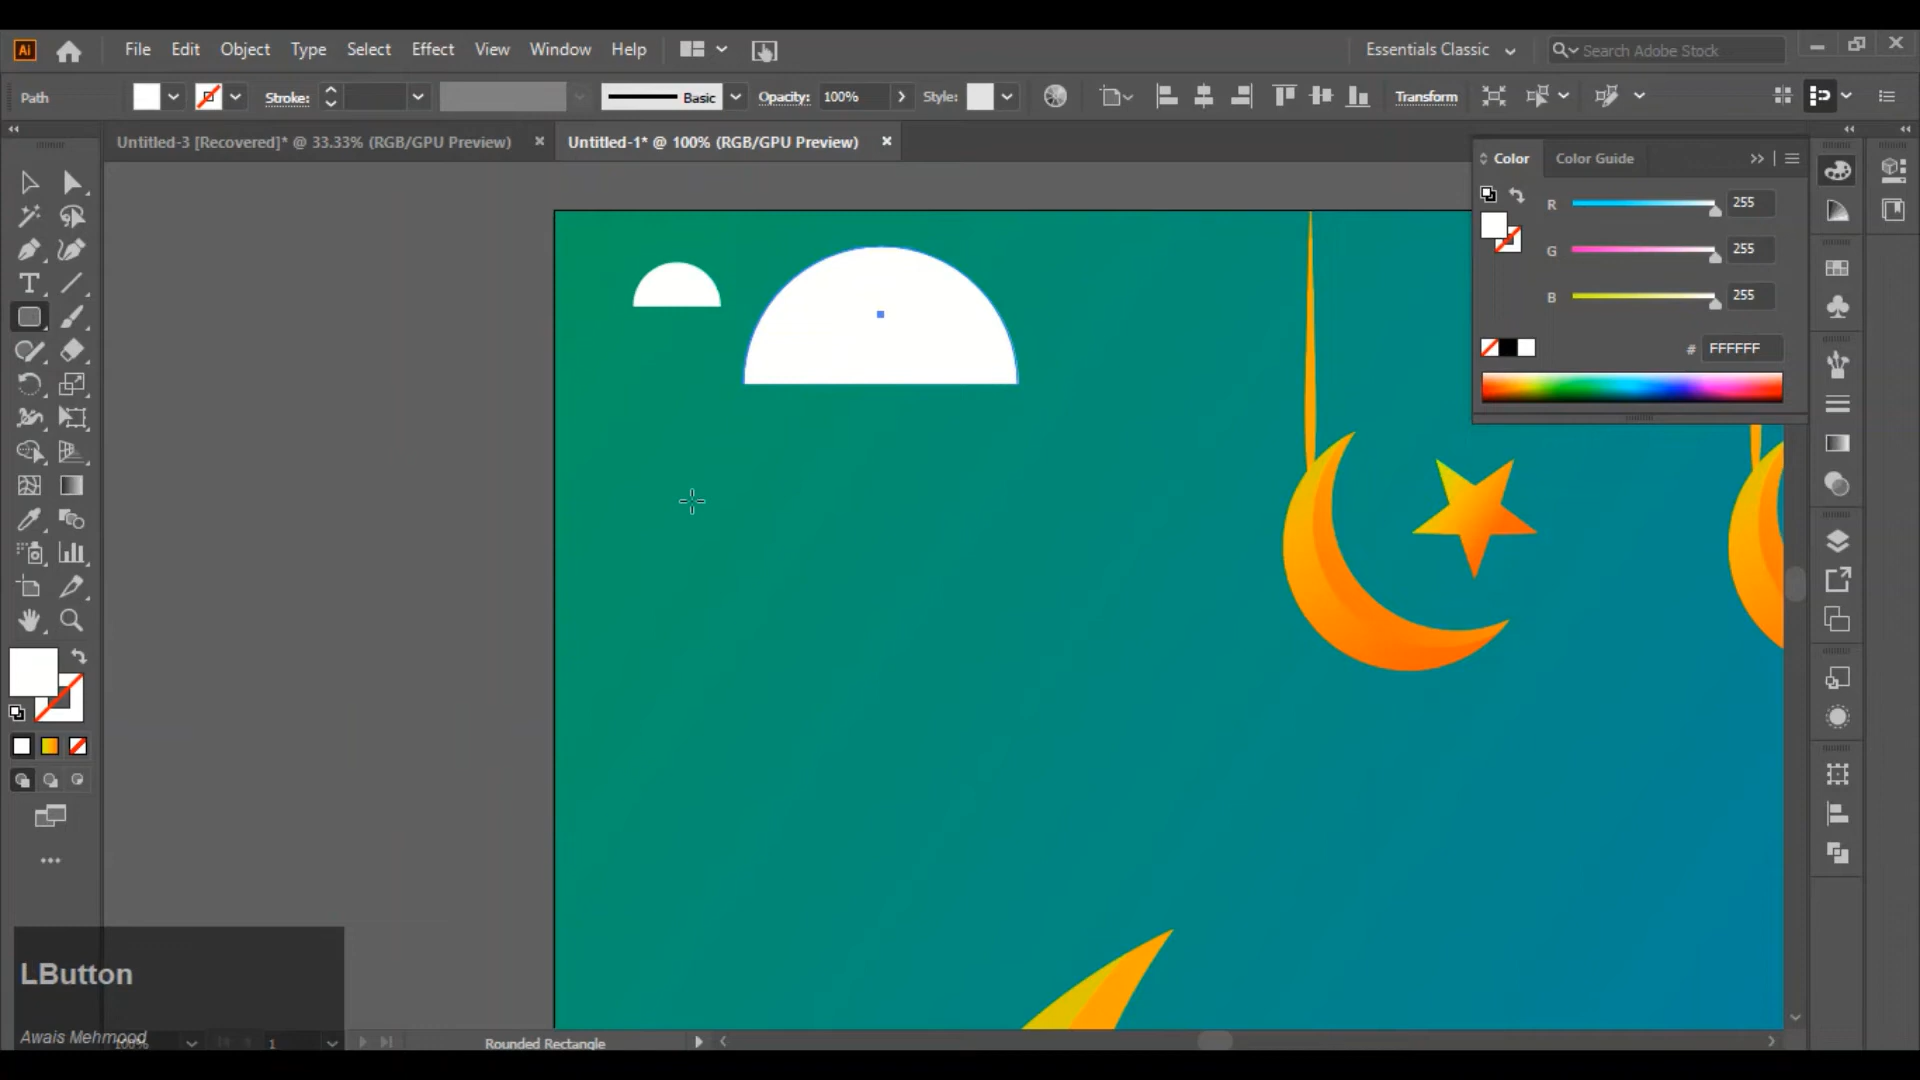 Ai File Edit Object Type Select Effect View Window Help Essentials Classic Search Adobe Stock
Path Stroke: Basic Opacity: 100% Style: Transform
Untitled-3 [Recovered]* @ 33.33% (RGB/GPU Preview) Untitled-1* @ 100% (RGB/GPU Preview)
Color Color Guide
R 255
G 255
B 255
# FFFFFF
LButton
Awais Mehmood
100% 1 Rounded Rectangle